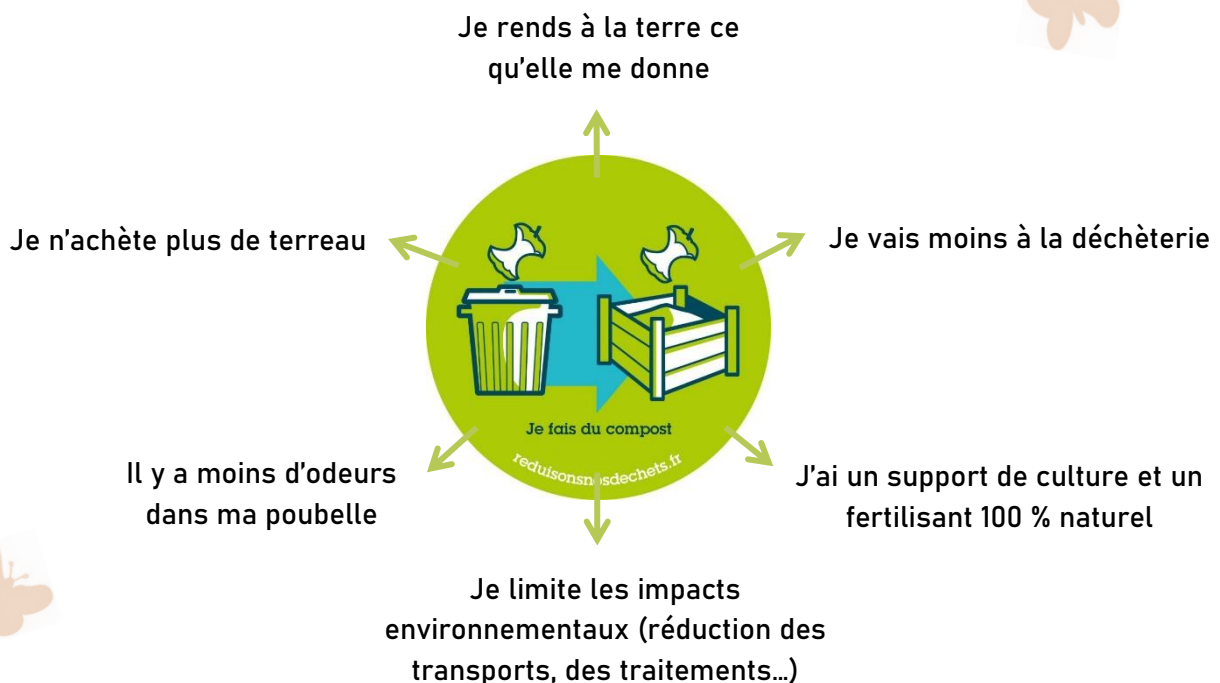 Je rends à la terre ce
qu'elle me donne
Je n'achète plus de terreau
Je vais moins à la déchèterie
Je fais du compost
reduisonsnosdechets.fr
Il y a moins d'odeurs
dans ma poubelle
J'ai un support de culture et un
fertilisant 100 % naturel
Je limite les impacts
environnementaux (réduction des
transports, des traitements…)